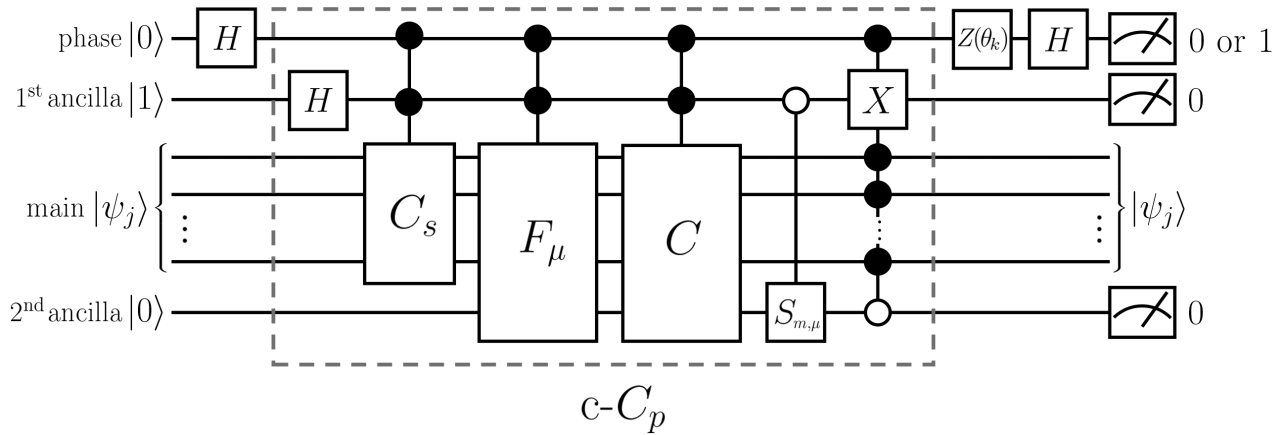 phase |0⟩ H Z(θ_k) H 0 or 1
1st ancilla |1⟩ H X 0
main |ψ_j⟩ C_s F_μ C |ψ_j⟩
2nd ancilla |0⟩ S_{m,μ} 0
c-C_p